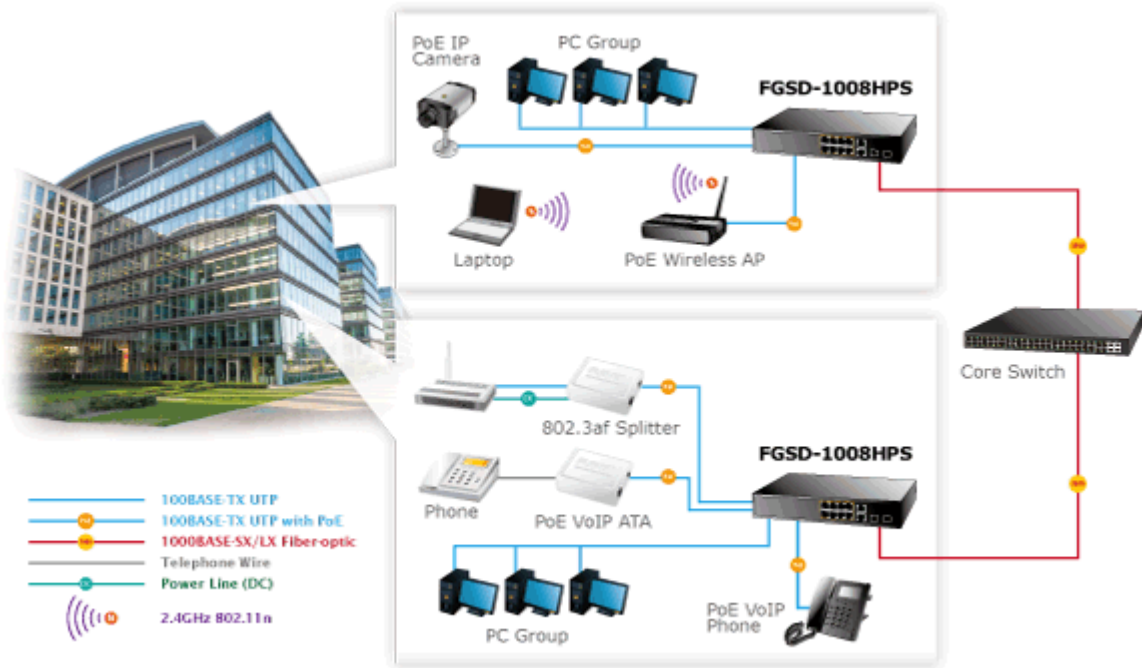 PoE IP
Camera
PC Group
FGSD-1008HPS
Laptop
PoE Wireless AP
Core Switch
802.3af Splitter
FGSD-1008HPS
Phone
PoE VoIP ATA
PC Group
PoE VoIP
Phone
100BASE-TX UTP
PoE 100BASE-TX UTP with PoE
1000BASE-SX/LX Fiber-optic
Telephone Wire
DC Power Line (DC)
N 2.4GHz 802.11n